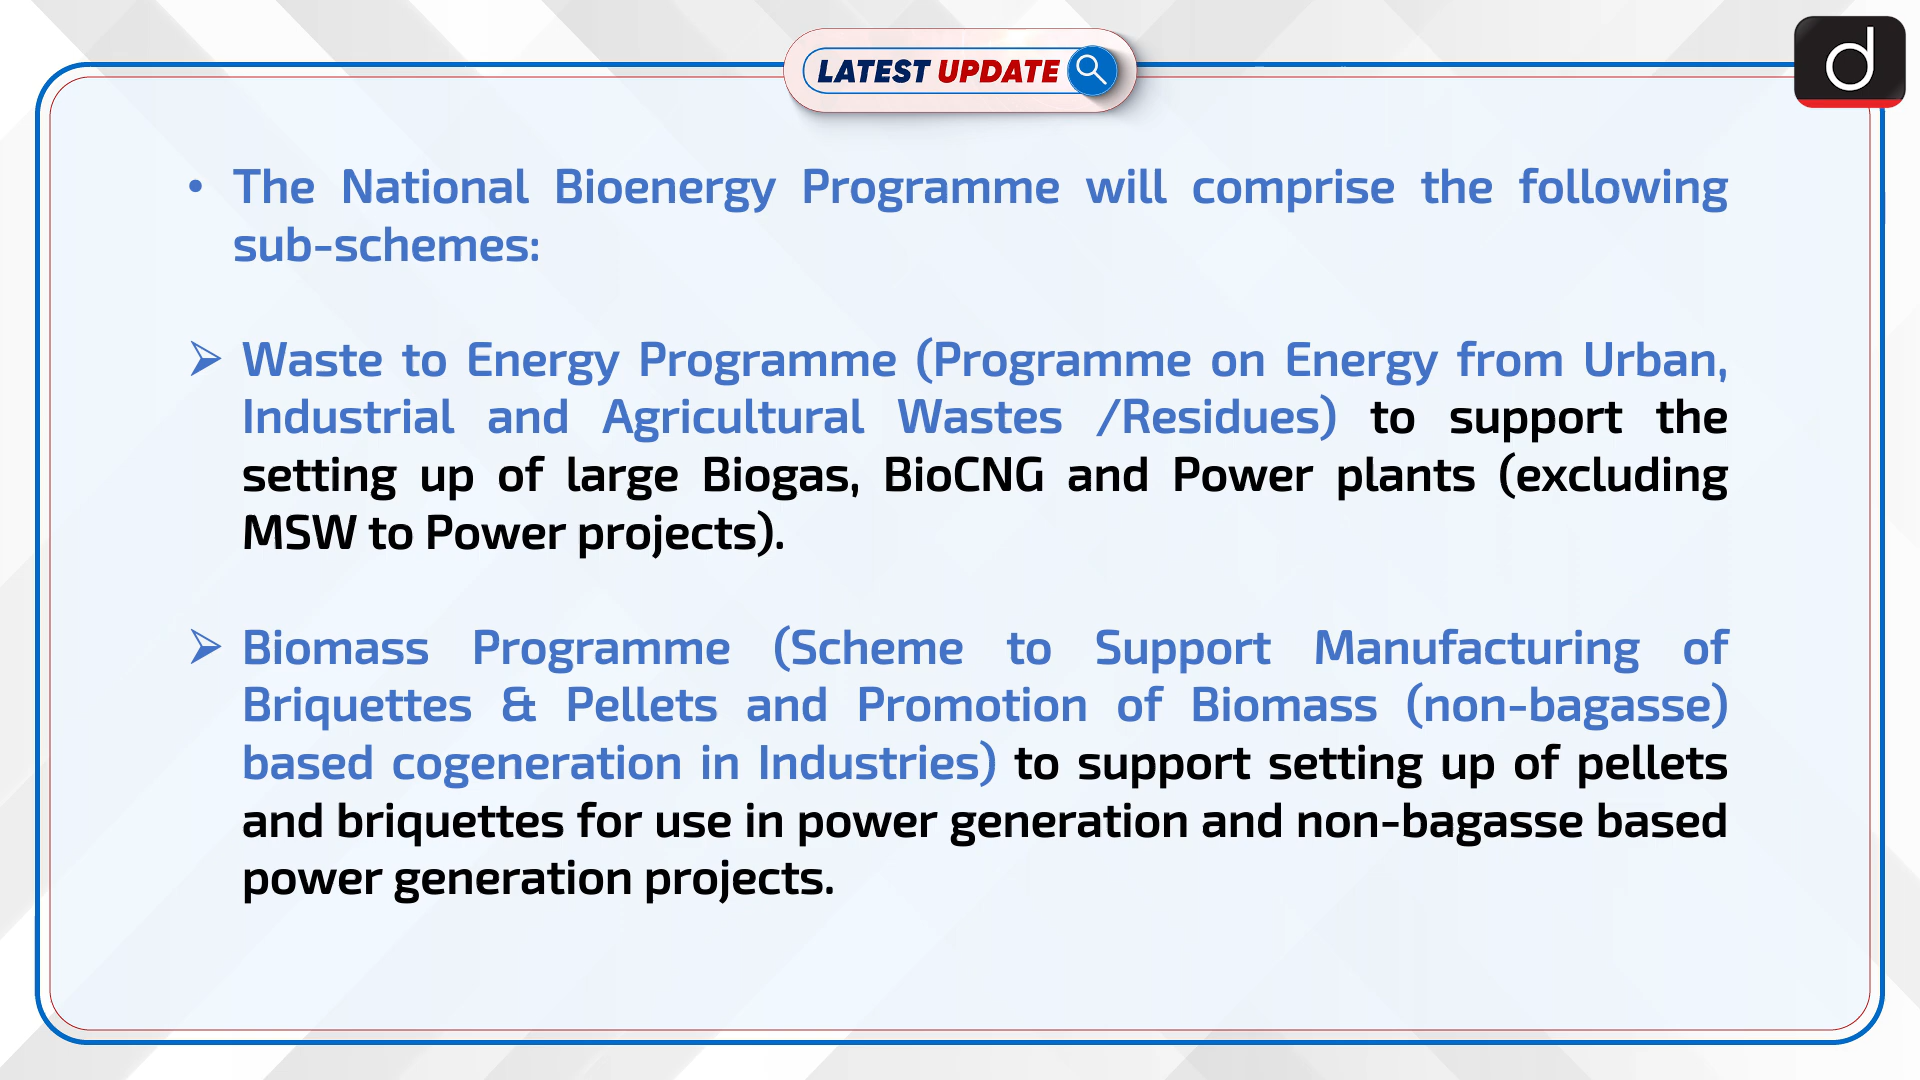 LATEST UPDATE
d
• The National Bioenergy Programme will comprise the following
sub-schemes:
➢ Waste to Energy Programme (Programme on Energy from Urban,
Industrial and Agricultural Wastes /Residues) to support the
setting up of large Biogas, BioCNG and Power plants (excluding
MSW to Power projects).
➢ Biomass Programme (Scheme to Support Manufacturing of
Briquettes & Pellets and Promotion of Biomass (non-bagasse)
based cogeneration in Industries) to support setting up of pellets
and briquettes for use in power generation and non-bagasse based
power generation projects.